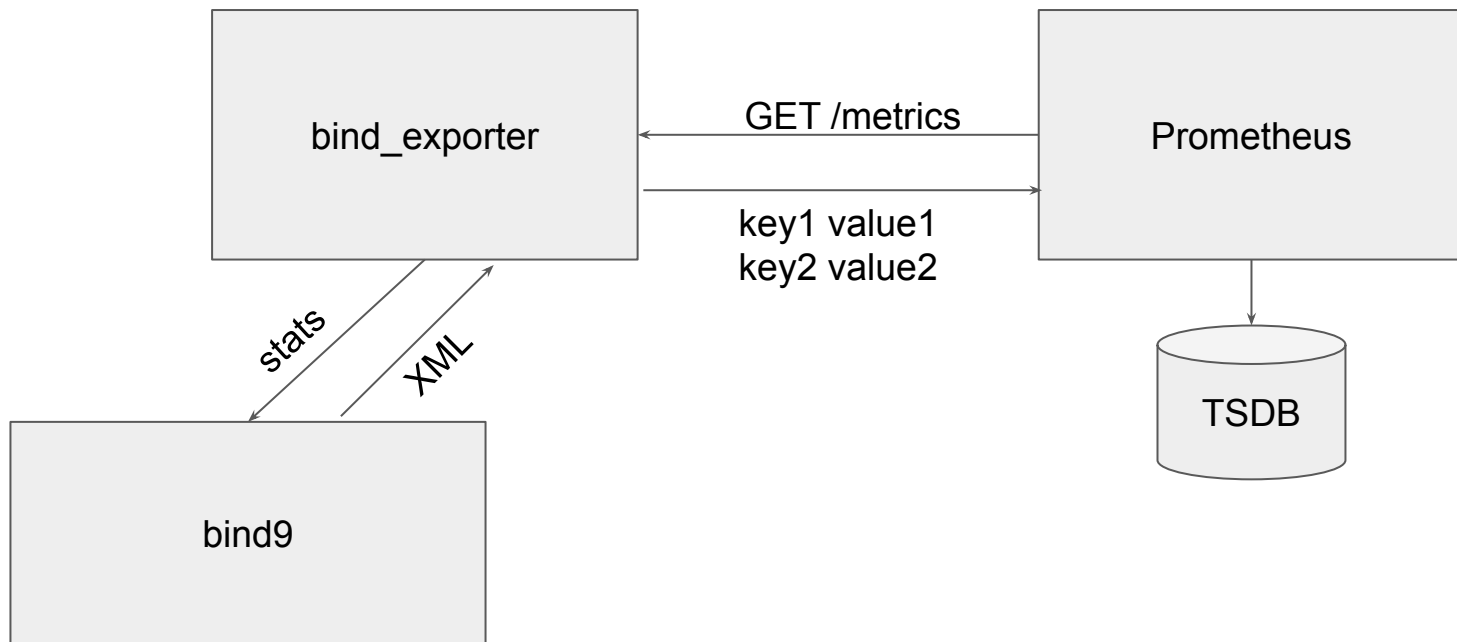 bind_exporter
GET /metrics
Prometheus
key1 value1
key2 value2
stats
XML
TSDB
bind9